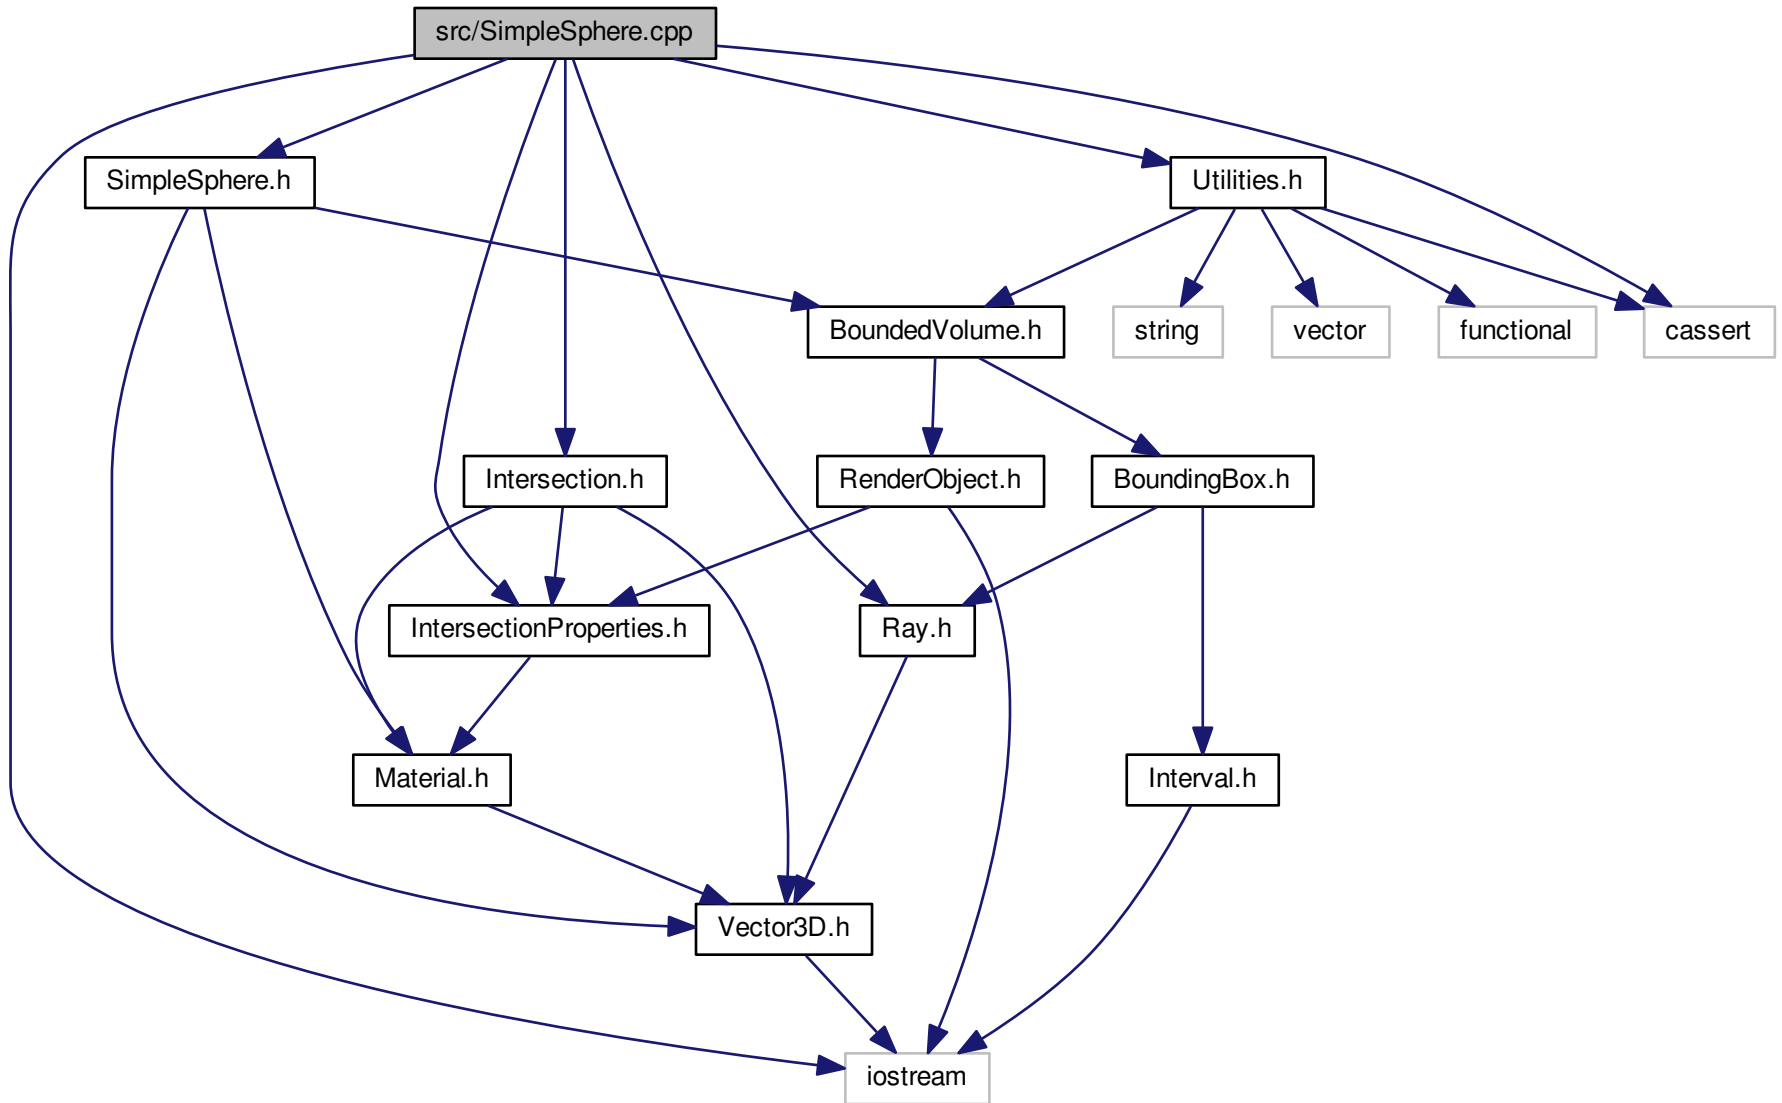 src/SimpleSphere.cpp
SimpleSphere.h
Utilities.h
BoundedVolume.h
string
vector
functional
cassert
Intersection.h
RenderObject.h
BoundingBox.h
IntersectionProperties.h
Ray.h
Material.h
Interval.h
Vector3D.h
iostream